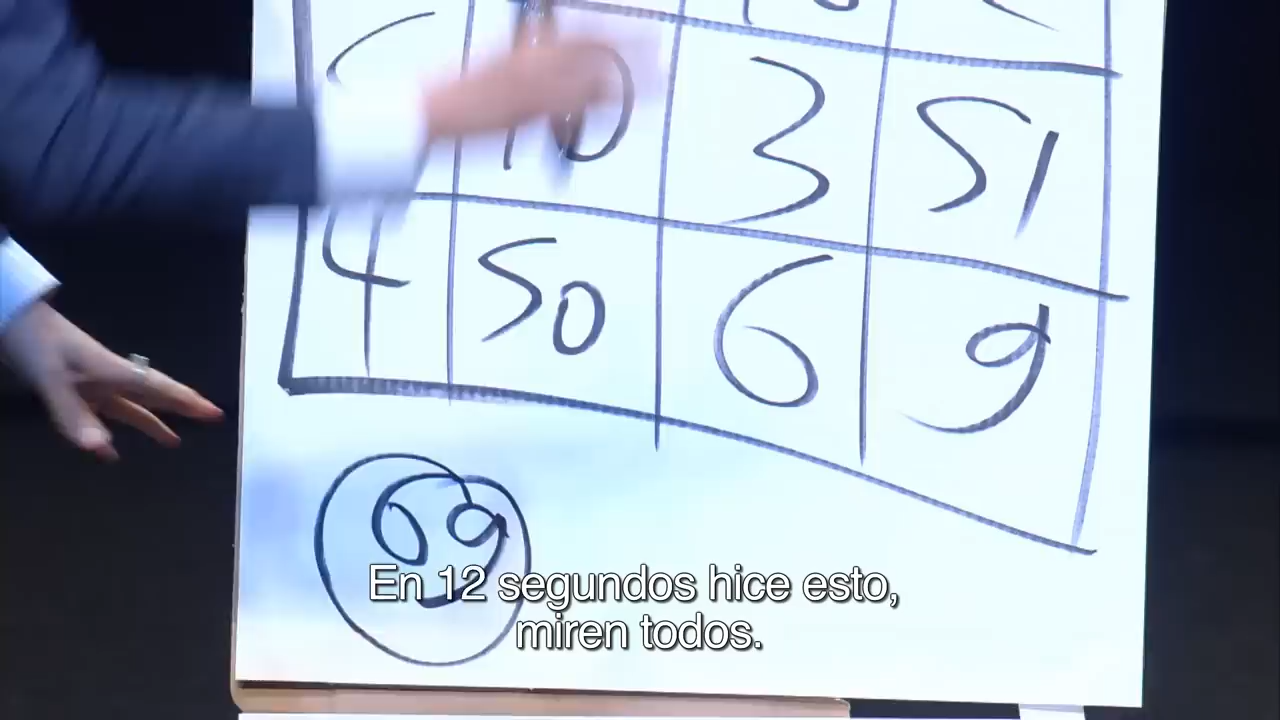 10 3 51
4 50 6 9
69
En 12 segundos hice esto,
miren todos.